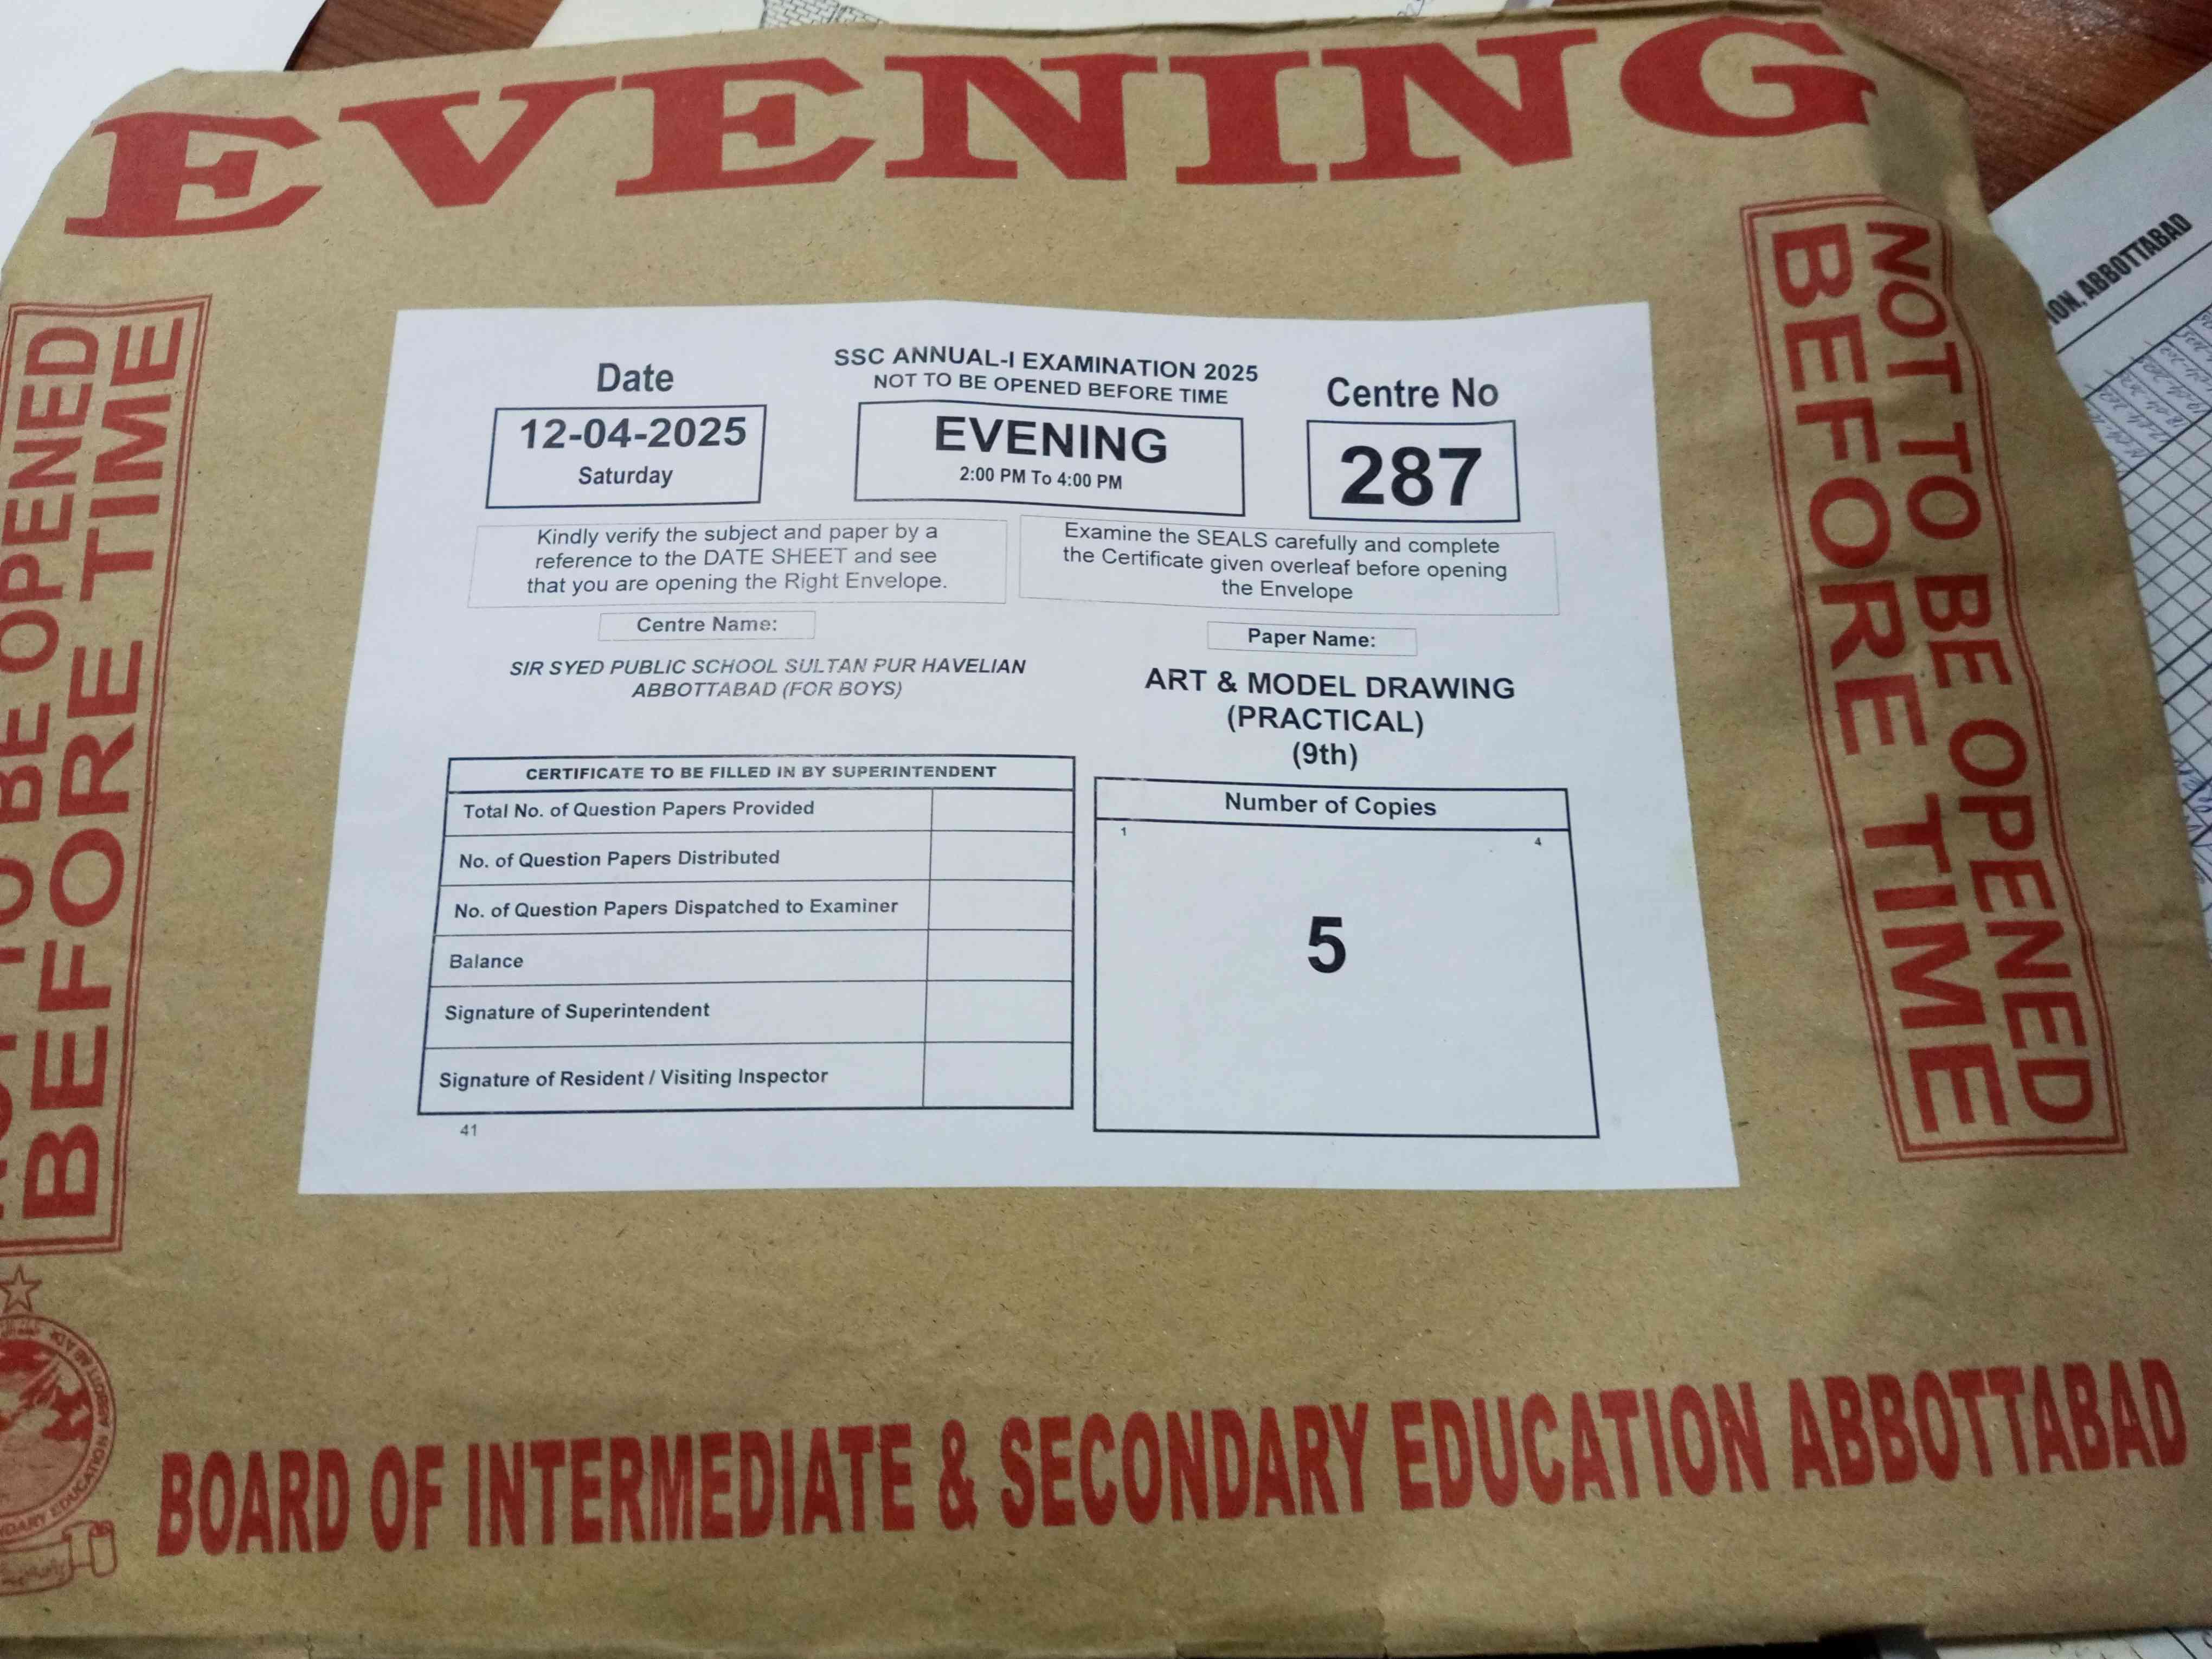 EVENING
NOT TO BE OPENED
BEFORE TIME
SSC ANNUAL-I EXAMINATION 2025
NOT TO BE OPENED BEFORE TIME
Date
12-04-2025
Saturday
EVENING
2:00 PM To 4:00 PM
Centre No
287
Kindly verify the subject and paper by a
reference to the DATE SHEET and see
that you are opening the Right Envelope.
Examine the SEALS carefully and complete
the Certificate given overleaf before opening
the Envelope
Centre Name:
SIR SYED PUBLIC SCHOOL SULTAN PUR HAVELIAN
ABBOTTABAD (FOR BOYS)
Paper Name:
ART & MODEL DRAWING
(PRACTICAL)
(9th)
CERTIFICATE TO BE FILLED IN BY SUPERINTENDENT
Total No. of Question Papers Provided
No. of Question Papers Distributed
No. of Question Papers Dispatched to Examiner
Balance
Signature of Superintendent
Signature of Resident / Visiting Inspector
41
Number of Copies
1 4
5
NOT TO BE OPENED
BEFORE TIME
ABBOTTABAD
BOARD OF INTERMEDIATE & SECONDARY EDUCATION ABBOTTABAD